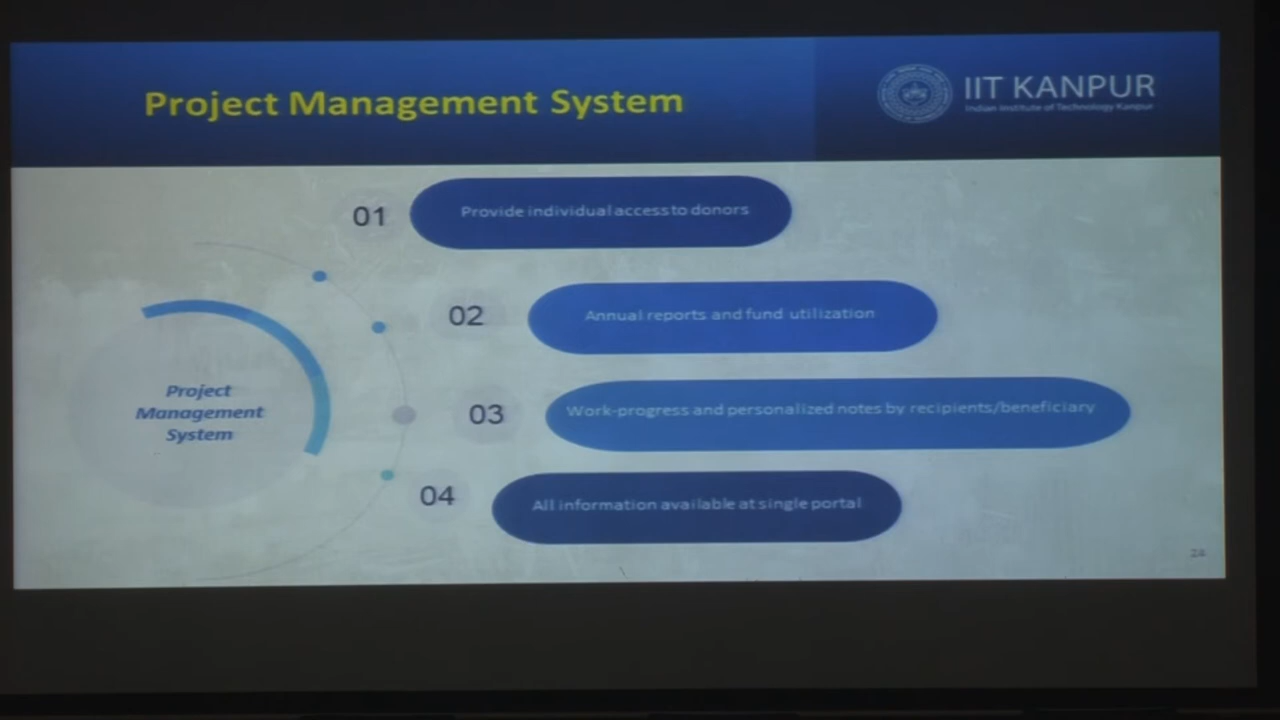 Project Management System
IIT KANPUR
Indian Institute of Technology Kanpur
01
Provide individual access to donors
02
Annual reports and fund utilization
Project
Management
System
03
Work-progress and personalized notes by recipients/beneficiary
04
All information available at single portal
24